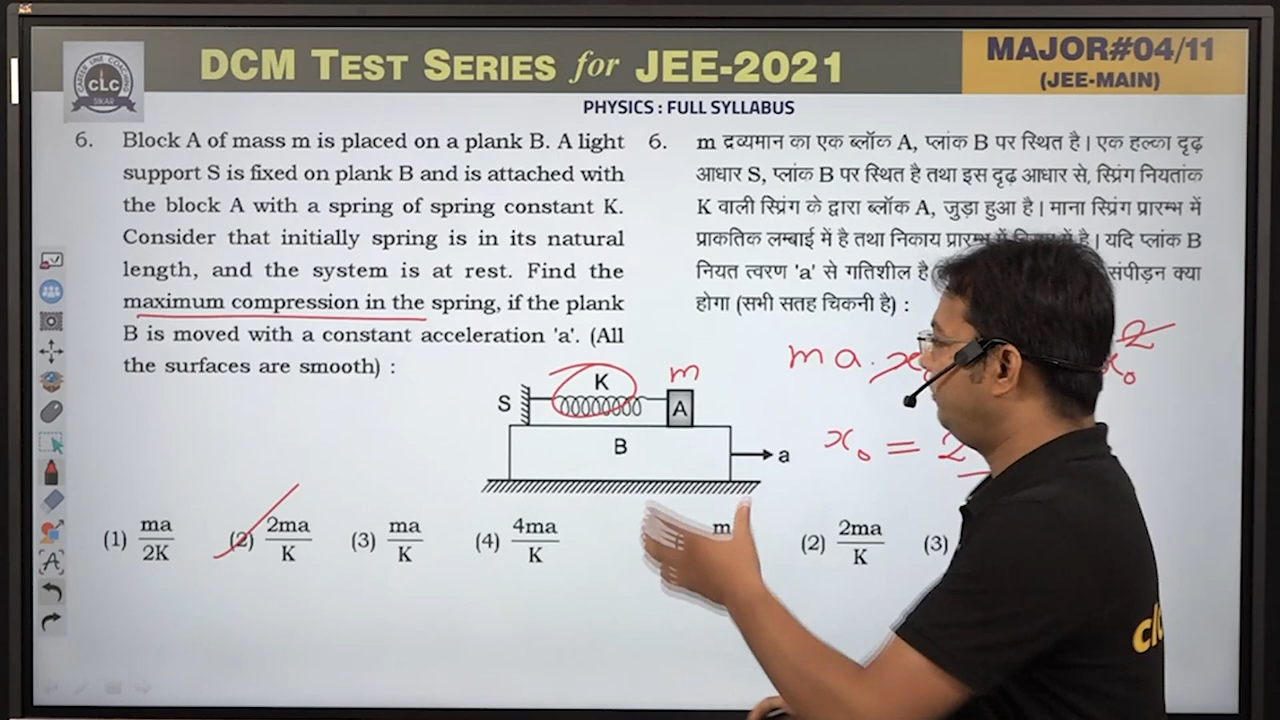 DCM TEST SERIES for JEE-2021
MAJOR#04/11
(JEE-MAIN)
CLC
SIKAR
PHYSICS : FULL SYLLABUS
6. Block A of mass m is placed on a plank B. A light
support S is fixed on plank B and is attached with
the block A with a spring of spring constant K.
Consider that initially spring is in its natural
length, and the system is at rest. Find the
maximum compression in the spring, if the plank
B is moved with a constant acceleration 'a'. (All
the surfaces are smooth) :
K
m
S
A
B
a
(1) ma/2K (2) 2ma/K (3) ma/K (4) 4ma/K
6. m द्रव्यमान का एक ब्लॉक A, प्लांक B पर स्थित है। एक हल्का दृढ़
आधार S, प्लांक B पर स्थित है तथा इस दृढ़ आधार से, स्प्रिंग नियतांक
K वाली स्प्रिंग के द्वारा ब्लॉक A, जुड़ा हुआ है। माना स्प्रिंग प्रारम्भ में
प्राकतिक लम्बाई में है तथा निकाय में है। यदि प्लांक B
नियत त्वरण 'a' से गतिशील है संपीड़न क्या
होगा (सभी सतह चिकनी है) :
ma.x
x₀ = 2
m (2) 2ma/K (3)